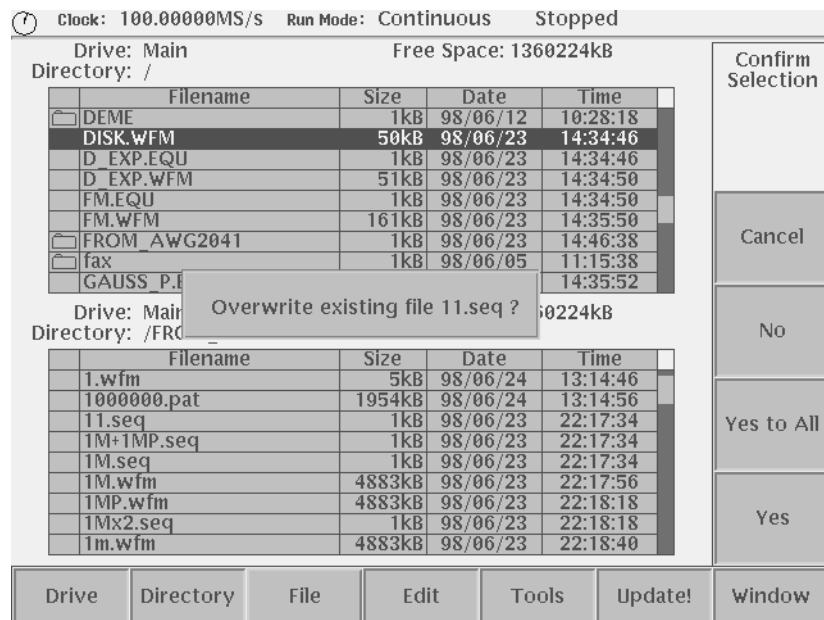 Clock: 100.00000MS/s Run Mode: Continuous Stopped
Drive: Main Free Space: 1360224kB
Directory: /
Filename Size Date Time
DEME 1kB 98/06/12 10:28:18
DISK.WFM 50kB 98/06/23 14:34:46
D_EXP.EQU 1kB 98/06/23 14:34:46
D_EXP.WFM 51kB 98/06/23 14:34:50
FM.EQU 1kB 98/06/23 14:34:50
FM.WFM 161kB 98/06/23 14:35:50
FROM_AWG2041 1kB 98/06/23 14:46:38
fax 1kB 98/06/05 11:15:38
GAUSS_P. 14:35:52
Overwrite existing file 11.seq ?
Drive: Main 0224kB
Directory: /FRO
Filename Size Date Time
1.wfm 5kB 98/06/24 13:14:46
1000000.pat 1954kB 98/06/24 13:14:56
11.seq 1kB 98/06/23 22:17:34
1M+1MP.seq 1kB 98/06/23 22:17:34
1M.seq 1kB 98/06/23 22:17:34
1M.wfm 4883kB 98/06/23 22:17:56
1MP.wfm 4883kB 98/06/23 22:18:18
1Mx2.seq 1kB 98/06/23 22:18:18
1m.wfm 4883kB 98/06/23 22:18:40
Confirm
Selection
Cancel
No
Yes to All
Yes
Drive Directory File Edit Tools Update! Window